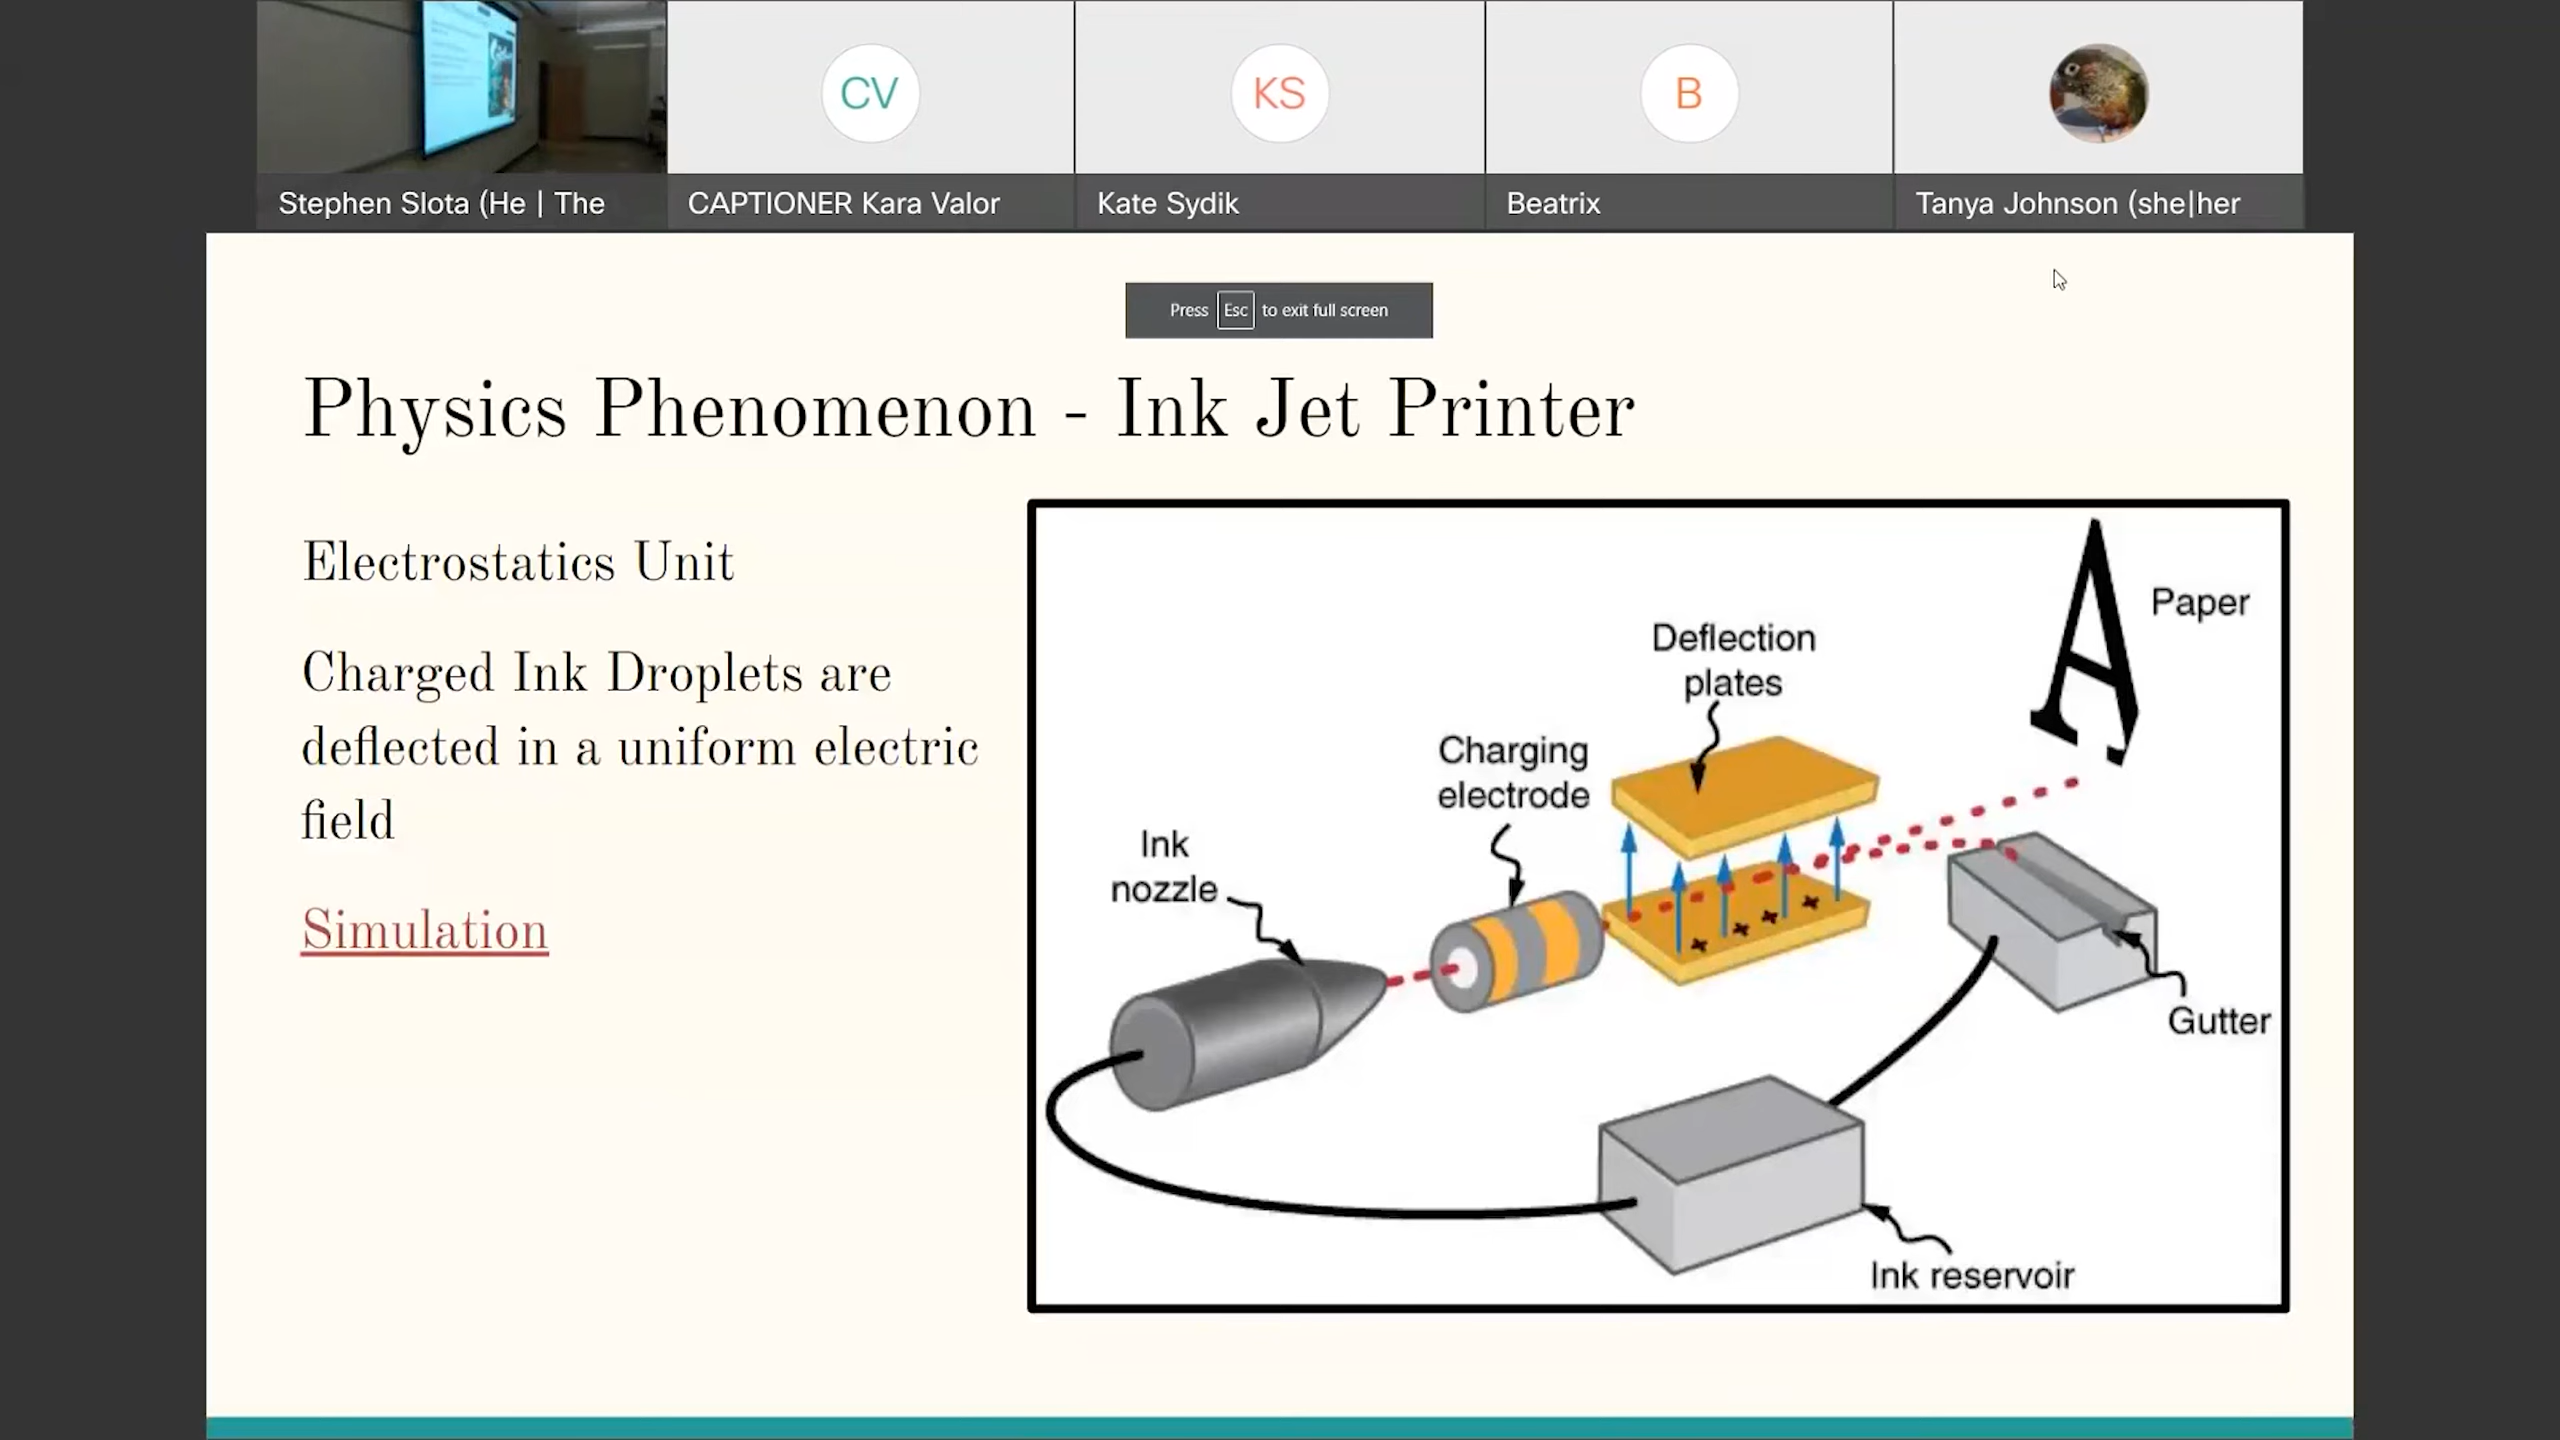 CV
KS
B
Stephen Slota (He | The
CAPTIONER Kara Valor
Kate Sydik
Beatrix
Tanya Johnson (she|her
Press Esc to exit full screen
Physics Phenomenon - Ink Jet Printer
Electrostatics Unit
Charged Ink Droplets are
deflected in a uniform electric
field
Simulation
A
Paper
Deflection
plates
Charging
electrode
Ink
nozzle
Gutter
Ink reservoir